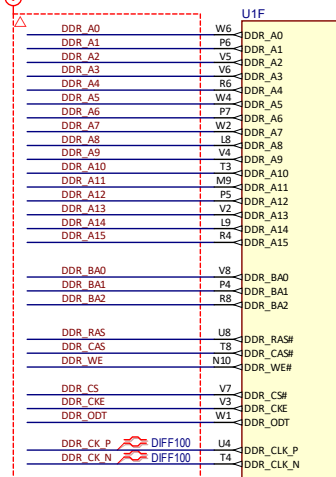 U1F
DDR_A0 W6 DDR_A0
DDR_A1 P6 DDR_A1
DDR_A2 V5 DDR_A2
DDR_A3 V6 DDR_A3
DDR_A4 R6 DDR_A4
DDR_A5 W4 DDR_A5
DDR_A6 P7 DDR_A6
DDR_A7 W2 DDR_A7
DDR_A8 L8 DDR_A8
DDR_A9 V4 DDR_A9
DDR_A10 T3 DDR_A10
DDR_A11 M9 DDR_A11
DDR_A12 P5 DDR_A12
DDR_A13 V2 DDR_A13
DDR_A14 L9 DDR_A14
DDR_A15 R4 DDR_A15
DDR_BA0 V8 DDR_BA0
DDR_BA1 P4 DDR_BA1
DDR_BA2 R8 DDR_BA2
DDR_RAS U8 DDR_RAS#
DDR_CAS T8 DDR_CAS#
DDR_WE N10 DDR_WE#
DDR_CS V7 DDR_CS#
DDR_CKE V3 DDR_CKE
DDR_ODT W1 DDR_ODT
DDR_CK_P DIFF100 U4 DDR_CLK_P
DDR_CK_N DIFF100 T4 DDR_CLK_N